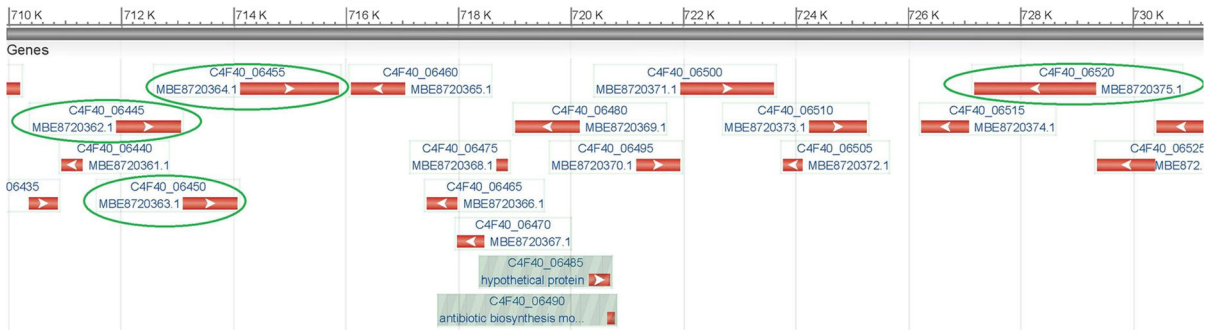 710 K 712 K 714 K 716 K 718 K 720 K 722 K 724 K 726 K 728 K 730 K
Genes
C4F40_06455 C4F40_06460 C4F40_06500 C4F40_06520
MBE8720364.1 MBE8720365.1 MBE8720371.1 MBE8720375.1
C4F40_06445 C4F40_06480 C4F40_06510 C4F40_06515
MBE8720362.1 MBE8720369.1 MBE8720373.1 MBE8720374.1
C4F40_06440 C4F40_06475 C4F40_06495 C4F40_06505 C4F40_06525
MBE8720361.1 MBE8720368.1 MBE8720370.1 MBE8720372.1 MBE872.
06435 C4F40_06450 C4F40_06465
MBE8720363.1 MBE8720366.1
C4F40_06470
MBE8720367.1
C4F40_06485
hypothetical protein
C4F40_06490
antibiotic biosynthesis mo...